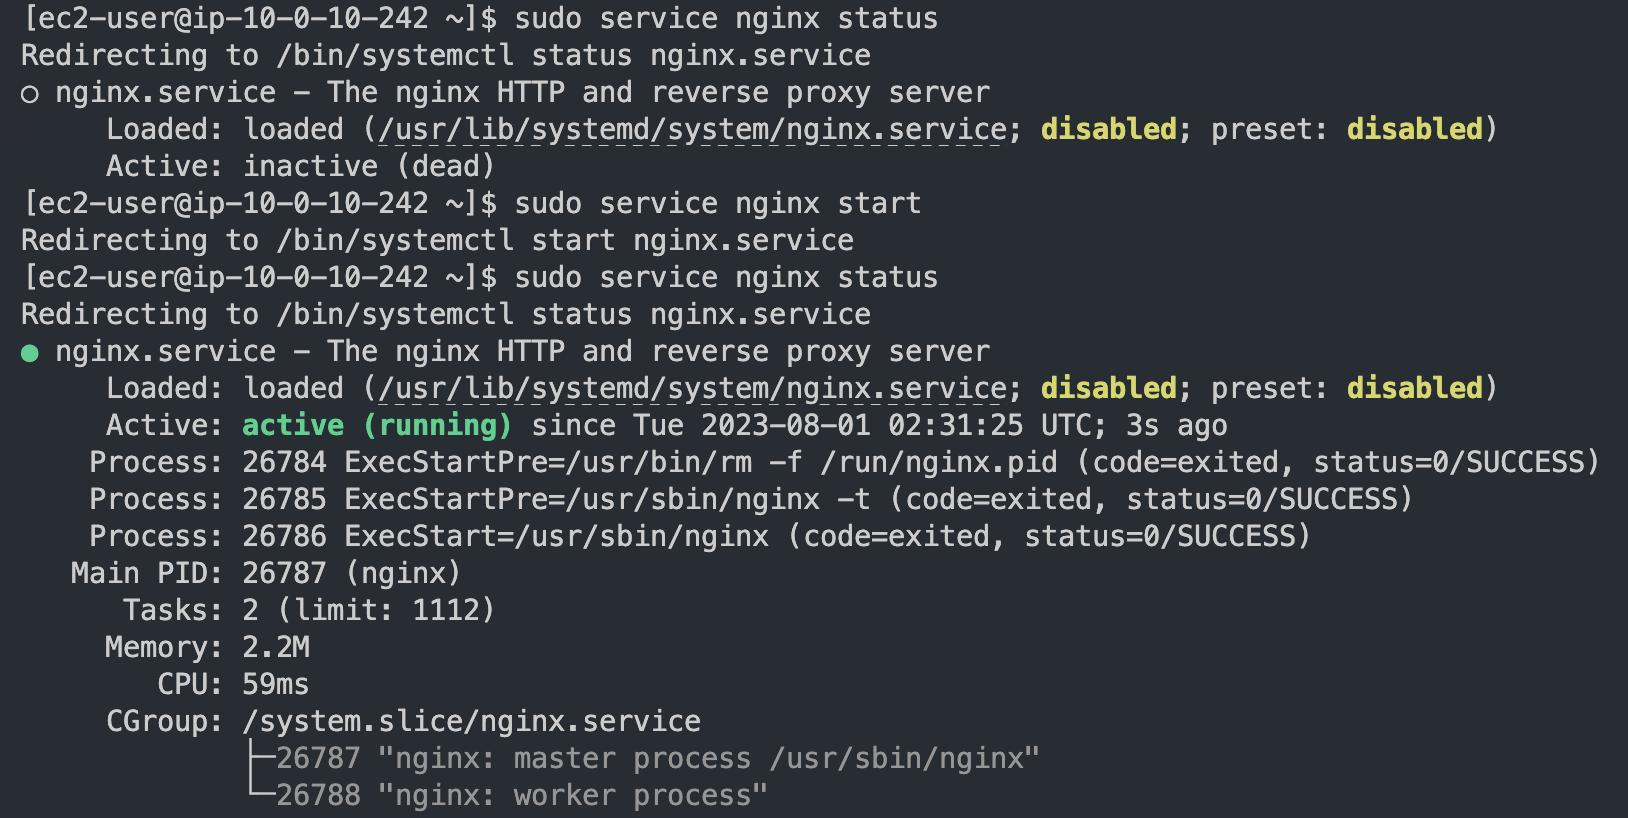 [ec2-user@ip-10-0-10-242 ~]$ sudo service nginx status
Redirecting to /bin/systemctl status nginx.service
○ nginx.service - The nginx HTTP and reverse proxy server
     Loaded: loaded (/usr/lib/systemd/system/nginx.service; disabled; preset: disabled)
     Active: inactive (dead)
[ec2-user@ip-10-0-10-242 ~]$ sudo service nginx start
Redirecting to /bin/systemctl start nginx.service
[ec2-user@ip-10-0-10-242 ~]$ sudo service nginx status
Redirecting to /bin/systemctl status nginx.service
● nginx.service - The nginx HTTP and reverse proxy server
     Loaded: loaded (/usr/lib/systemd/system/nginx.service; disabled; preset: disabled)
     Active: active (running) since Tue 2023-08-01 02:31:25 UTC; 3s ago
    Process: 26784 ExecStartPre=/usr/bin/rm -f /run/nginx.pid (code=exited, status=0/SUCCESS)
    Process: 26785 ExecStartPre=/usr/sbin/nginx -t (code=exited, status=0/SUCCESS)
    Process: 26786 ExecStart=/usr/sbin/nginx (code=exited, status=0/SUCCESS)
   Main PID: 26787 (nginx)
      Tasks: 2 (limit: 1112)
     Memory: 2.2M
        CPU: 59ms
     CGroup: /system.slice/nginx.service
             ├─26787 "nginx: master process /usr/sbin/nginx"
             └─26788 "nginx: worker process"